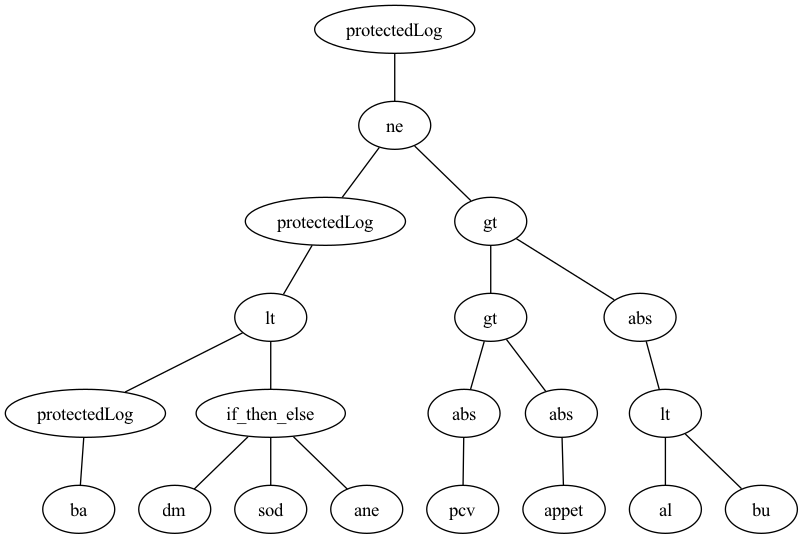 protectedLog
ne
protectedLog
gt
lt
gt
abs
protectedLog
if_then_else
abs
abs
lt
ba
dm
sod
ane
pcv
appet
al
bu